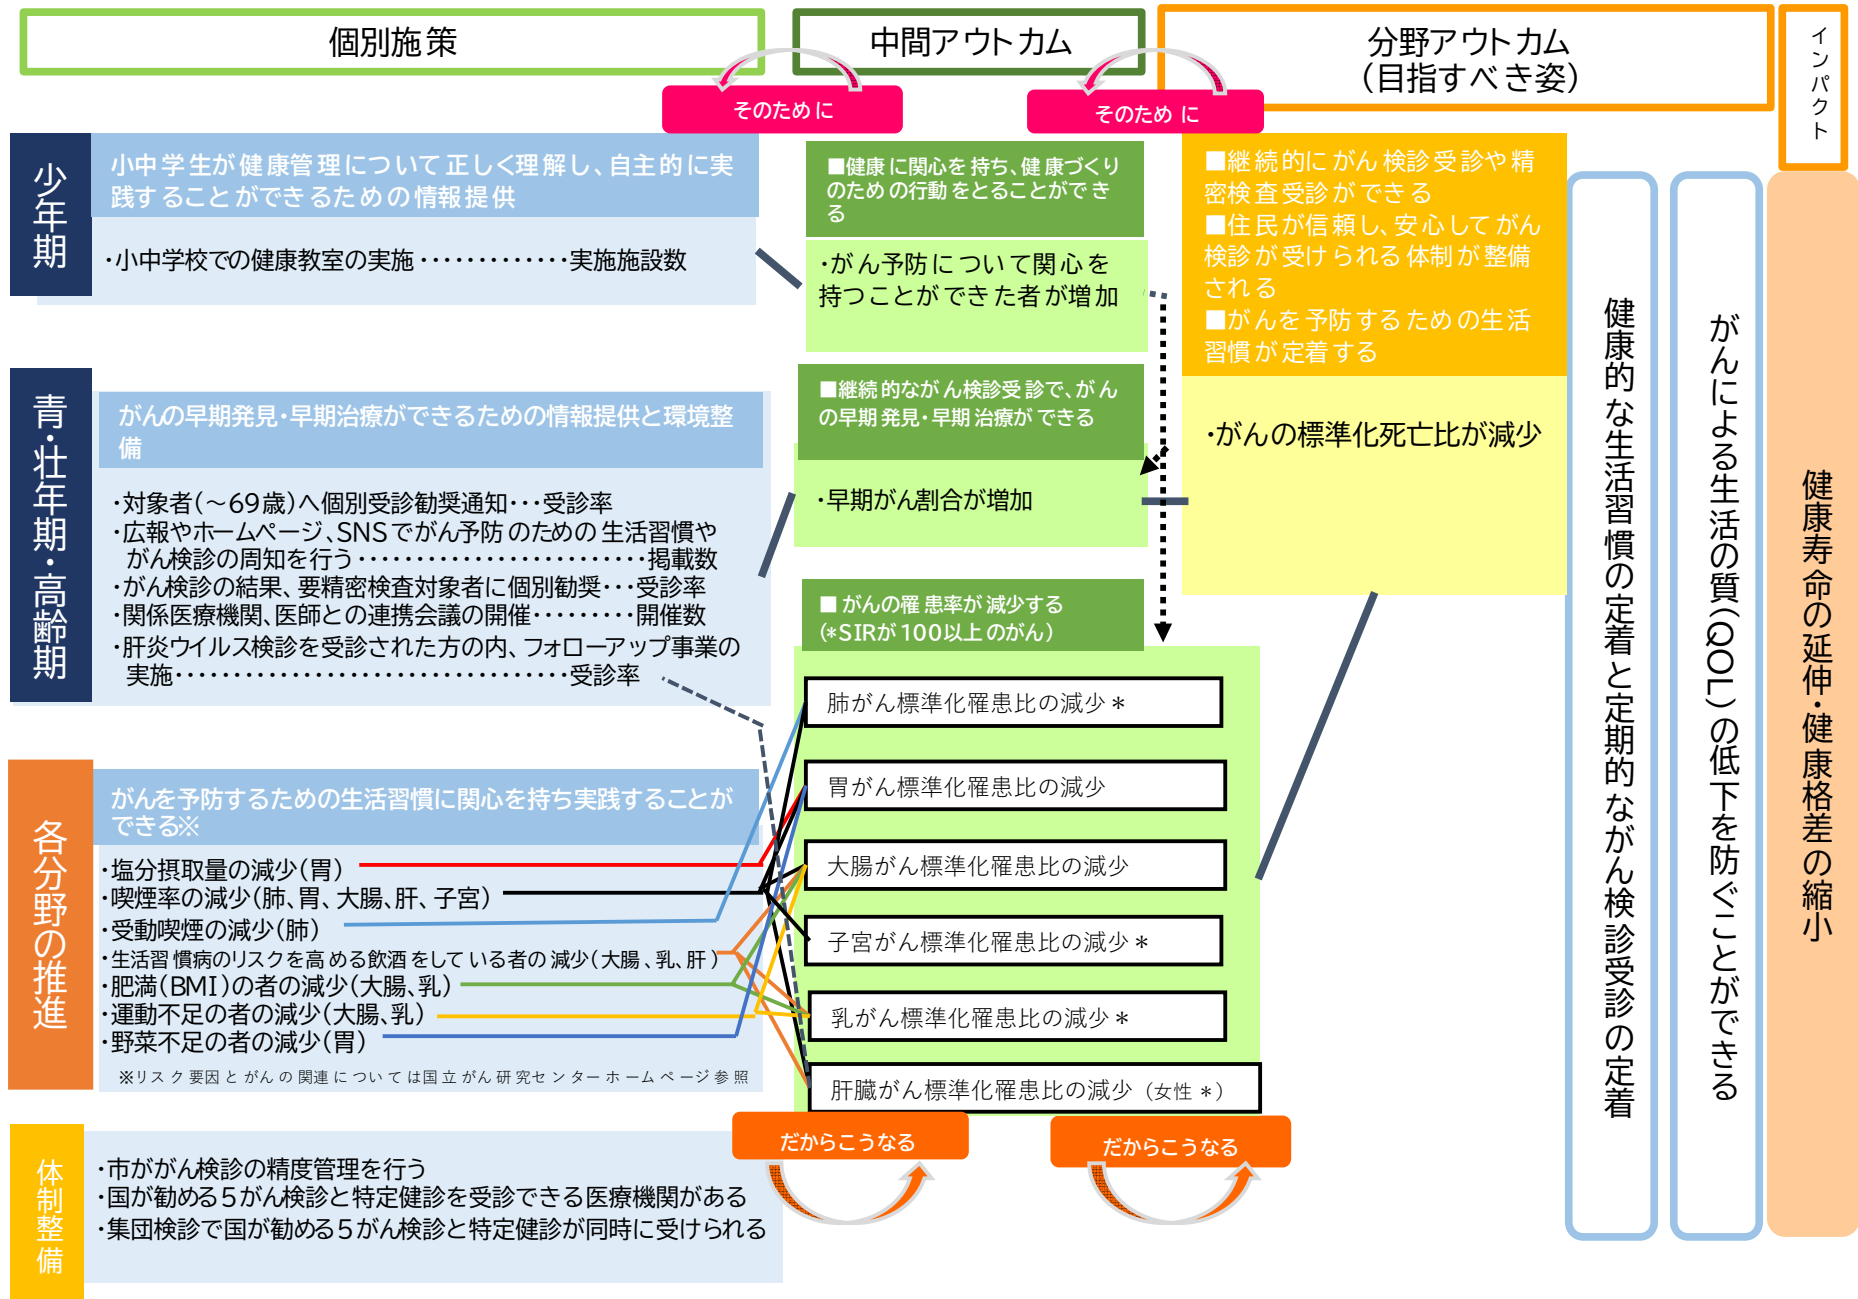 個別施策
中間アウトカム
分野アウトカム
(目指すべき姿)
インパクト
そのために
そのために
少年期
小中学生が健康管理について正しく理解し、自主的に実
践することができるための情報提供
・小中学校での健康教室の実施・・・・・・・・・・・・・実施施設数
■健康に関心を持ち、健康づくり
のための行動をとることができ
る
・がん予防について関心を
持つことができた者が増加
■継続的にがん検診受診や精
密検査受診ができる
■住民が信頼し、安心してがん
検診が受けられる体制が整備
される
■がんを予防するための生活
習慣が定着する
・がんの標準化死亡比が減少
青・壮年期・高齢期
がんの早期発見・早期治療ができるための情報提供と環境整
備
・対象者(～69歳)へ個別受診勧奨通知・・・受診率
・広報やホームページ、SNSでがん予防のための生活習慣や
がん検診の周知を行う・・・・・・・・・・・・・・・・・・・・・・・・・掲載数
・がん検診の結果、要精密検査対象者に個別勧奨・・・受診率
・関係医療機関、医師との連携会議の開催・・・・・・・・・開催数
・肝炎ウイルス検診を受診された方の内、フォローアップ事業の
実施・・・・・・・・・・・・・・・・・・・・・・・・・・・・・・・・・・受診率
■継続的ながん検診受診で、がん
の早期発見・早期治療ができる
・早期がん割合が増加
■がんの罹患率が減少する
(*SIRが100以上のがん)
肺がん標準化罹患比の減少*
胃がん標準化罹患比の減少
大腸がん標準化罹患比の減少
子宮がん標準化罹患比の減少*
乳がん標準化罹患比の減少*
肝臓がん標準化罹患比の減少(女性*)
各分野の推進
がんを予防するための生活習慣に関心を持ち実践することが
できる※
・塩分摂取量の減少(胃)
・喫煙率の減少(肺、胃、大腸、肝、子宮)
・受動喫煙の減少(肺)
・生活習慣病のリスクを高める飲酒をしている者の減少(大腸、乳、肝)
・肥満(BMI)の者の減少(大腸、乳)
・運動不足の者の減少(大腸、乳)
・野菜不足の者の減少(胃)
※リスク要因とがんの関連については国立がん研究センターホームページ参照
だからこうなる
だからこうなる
体制整備
・市ががん検診の精度管理を行う
・国が勧める5がん検診と特定健診を受診できる医療機関がある
・集団検診で国が勧める5がん検診と特定健診が同時に受けられる
健康的な生活習慣の定着と定期的ながん検診受診の定着
がんによる生活の質(QOL)の低下を防ぐことができる
健康寿命の延伸・健康格差の縮小